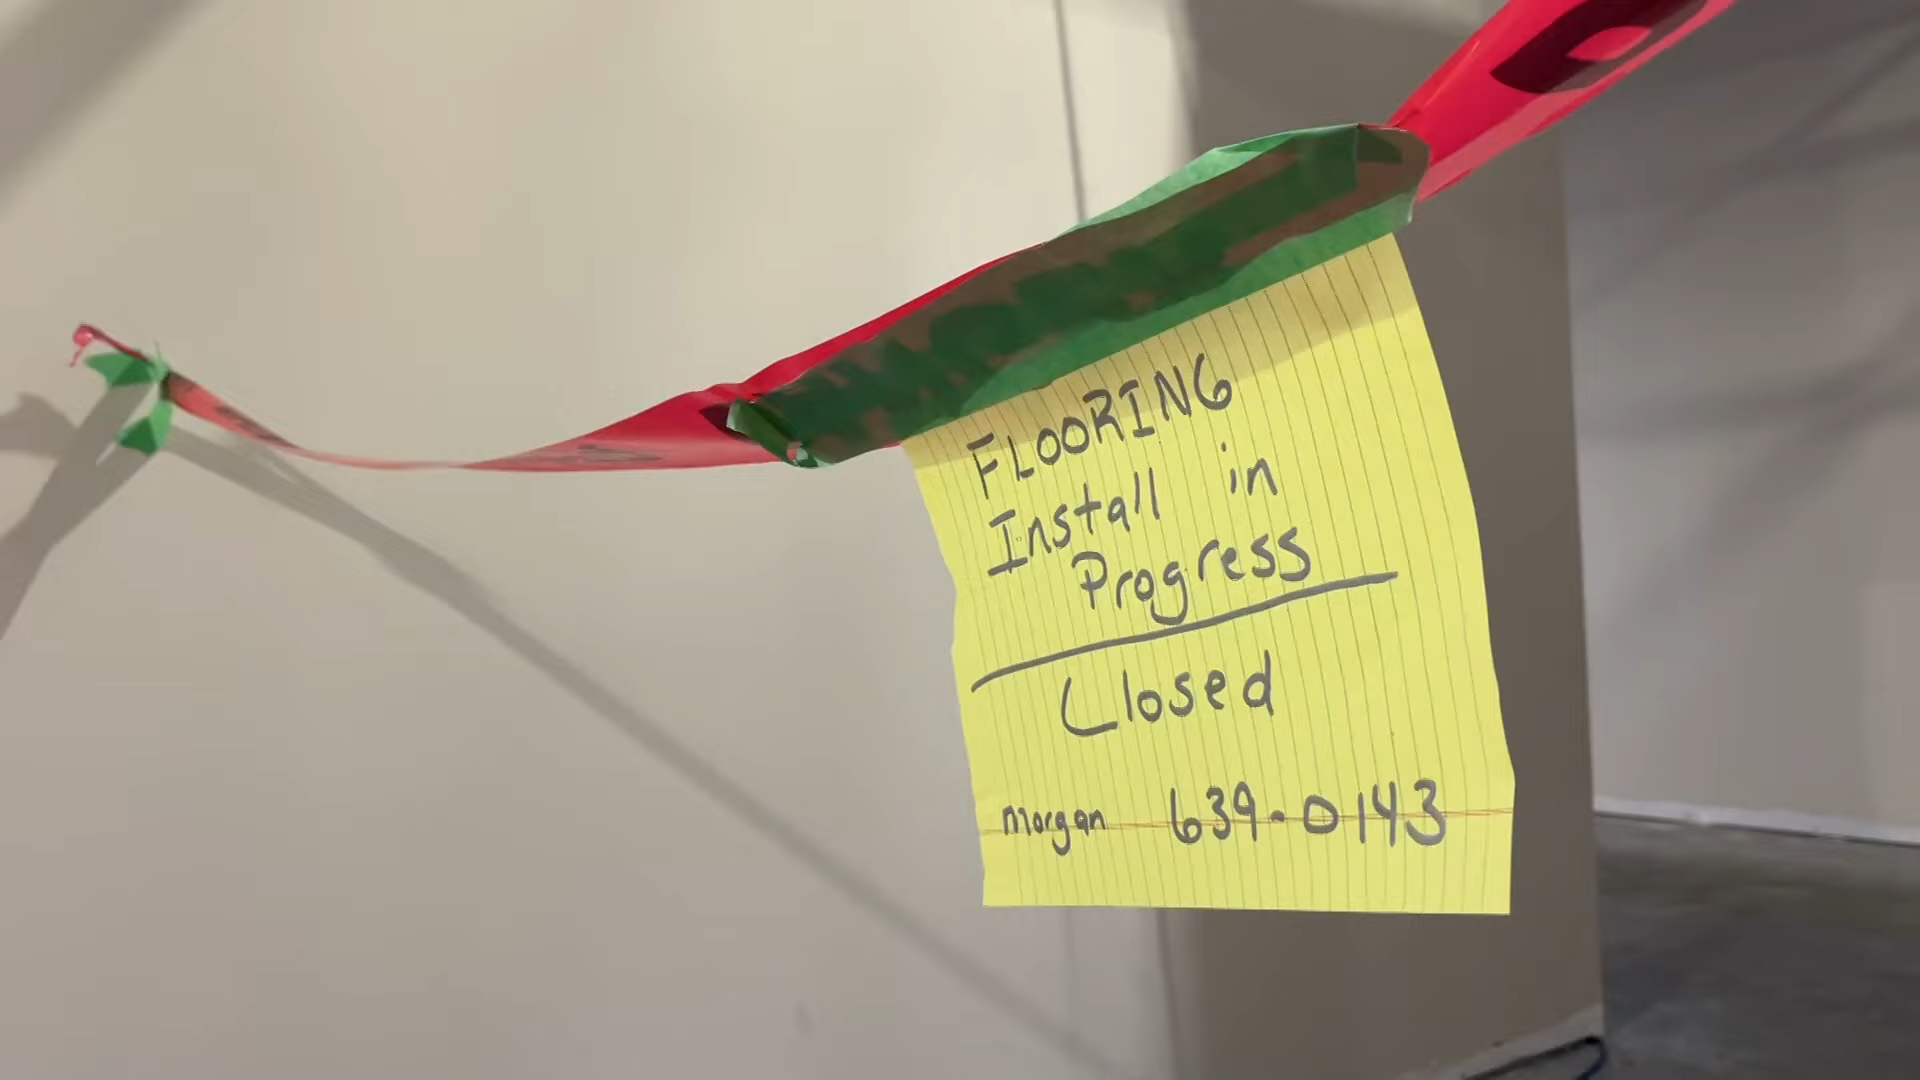 FLOORING
Install in
Progress
Closed
morgan 639-0143